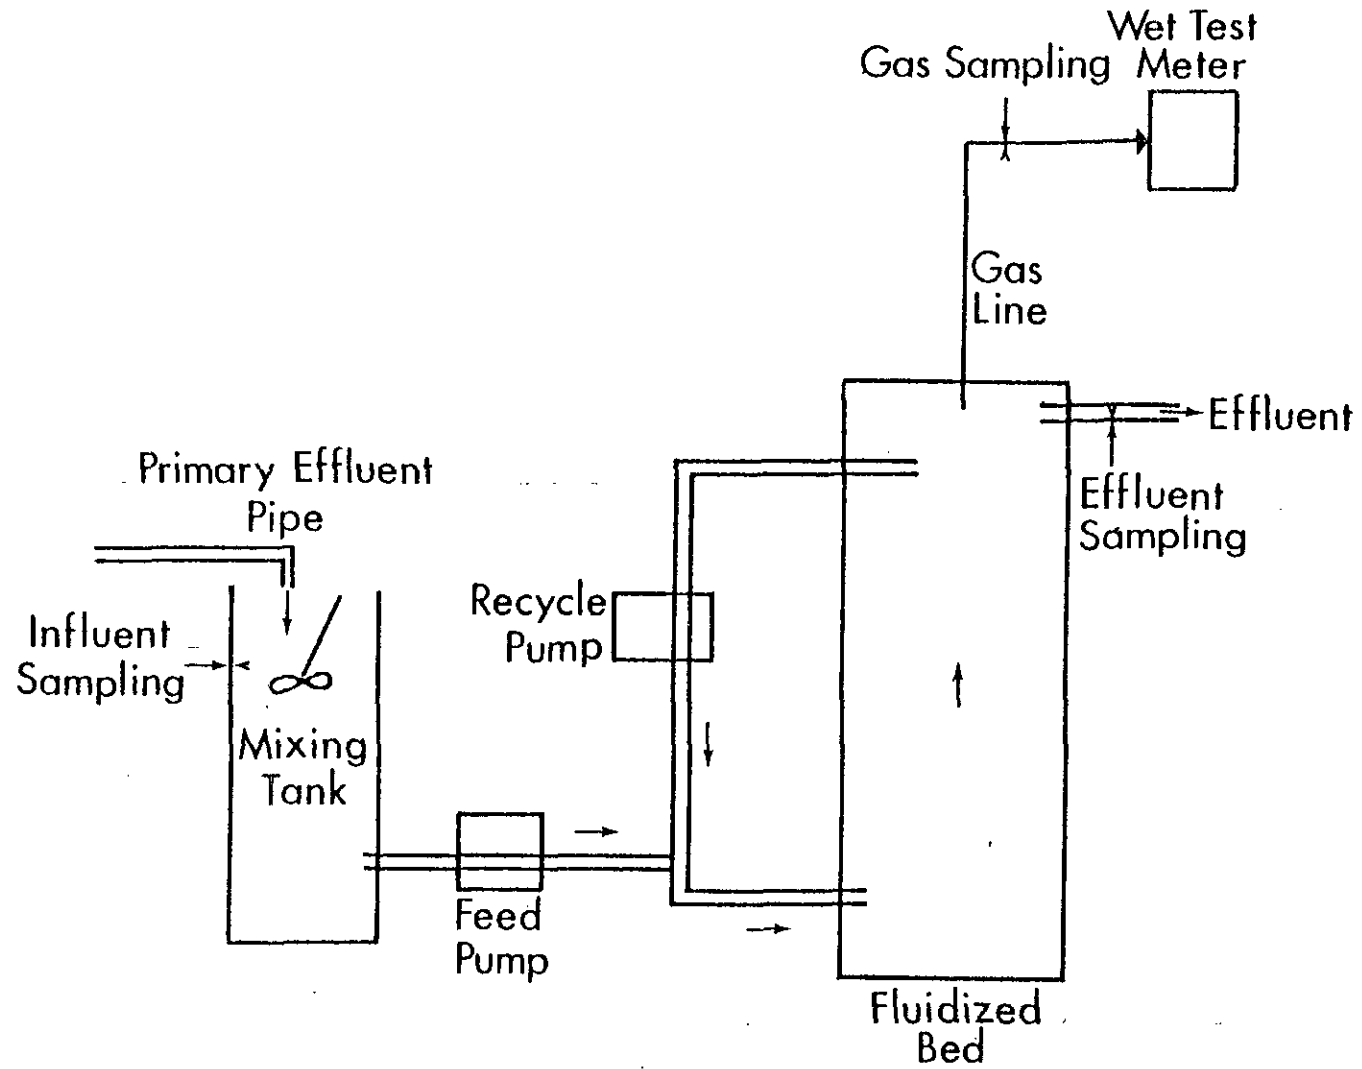 Wet Test
Gas Sampling Meter
Gas
Line
Effluent
Effluent
Sampling
Primary Effluent
Pipe
Influent
Sampling
Recycle
Pump
Mixing
Tank
Feed
Pump
Fluidized
Bed